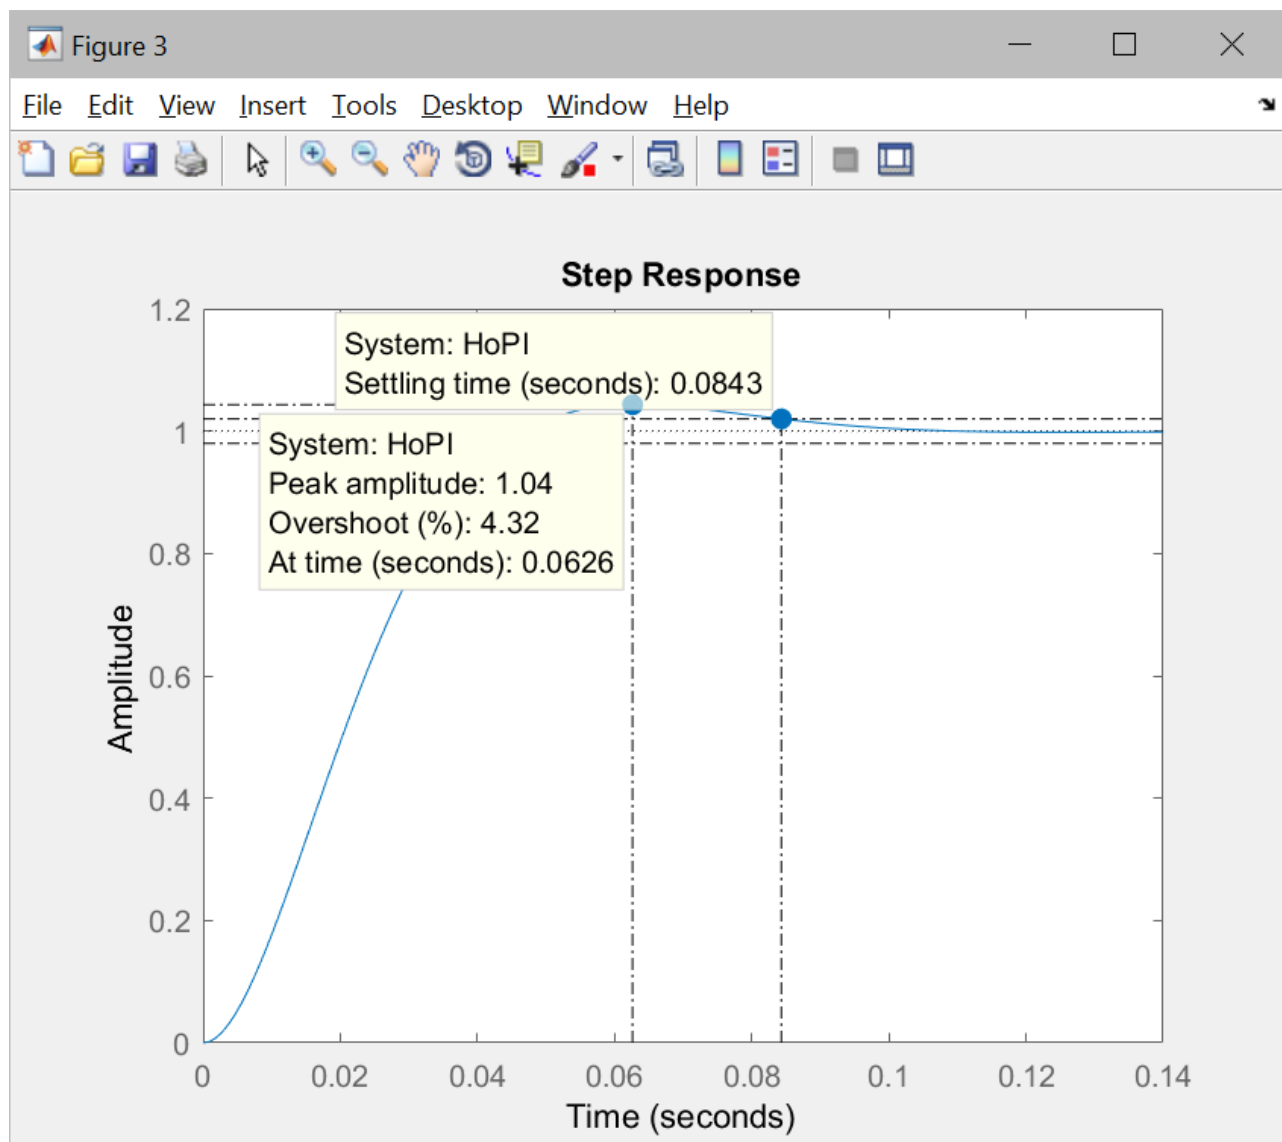 Figure 3
File Edit View Insert Tools Desktop Window Help
Step Response
1.2
System: HoPI
Settling time (seconds): 0.0843
System: HoPI
Peak amplitude: 1.04
Overshoot (%): 4.32
At time (seconds): 0.0626
1
0.8
0.6
0.4
0.2
0
Amplitude
0 0.02 0.04 0.06 0.08 0.1 0.12 0.14
Time (seconds)